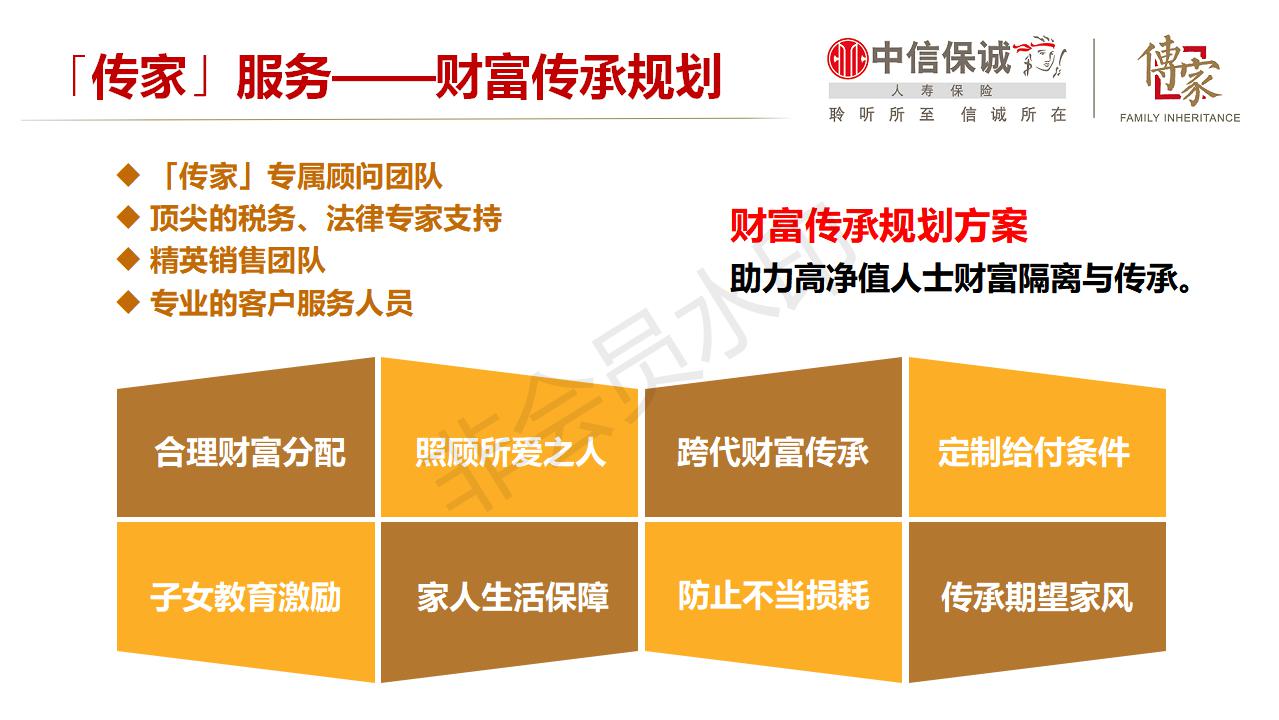 「传家」服务——财富传承规划
中信保诚
人寿保险
聆听所至 信诚所在
傳家
FAMILY INHERITANCE
◆ 「传家」专属顾问团队
◆ 顶尖的税务、法律专家支持
◆ 精英销售团队
◆ 专业的客户服务人员
财富传承规划方案
助力高净值人士财富隔离与传承。
非会员水印
合理财富分配
照顾所爱之人
跨代财富传承
定制给付条件
子女教育激励
家人生活保障
防止不当损耗
传承期望家风